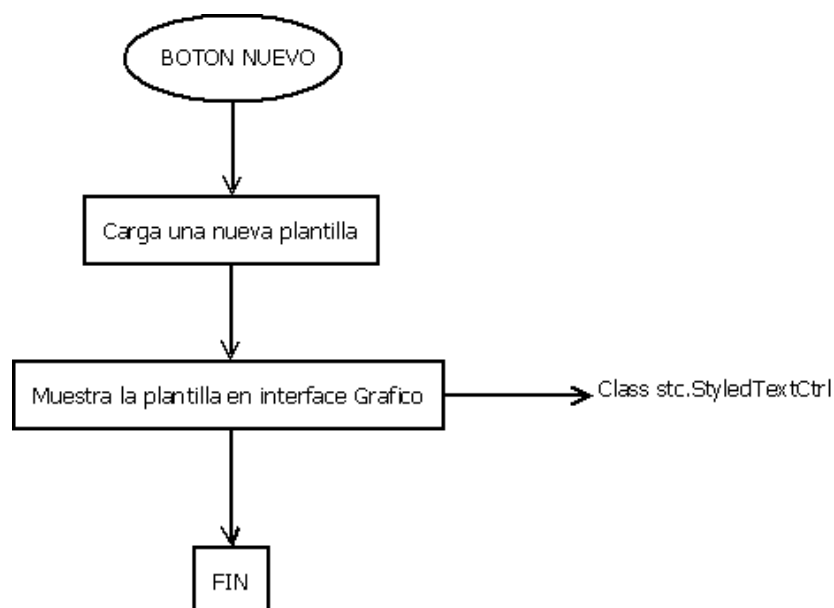 BOTON NUEVO
Carga una nueva plantilla
Muestra la plantilla en interface Grafico
Class stc.StyledTextCtrl
FIN